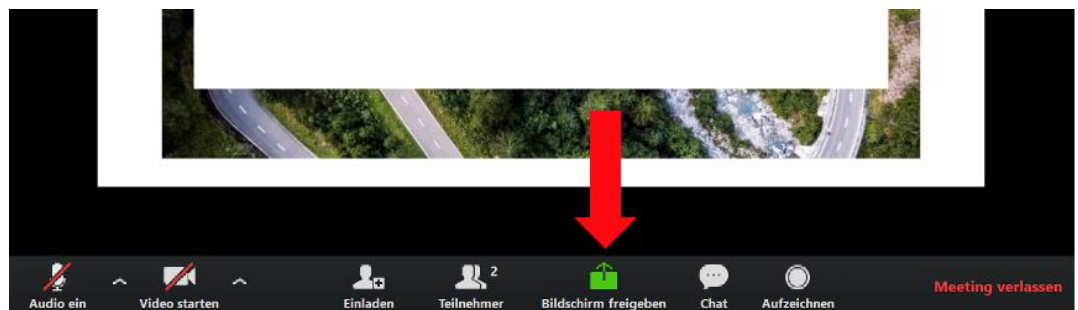 2
Audio ein
Video starten
Einladen
Teilnehmer
Bildschirm freigeben
Chat
Aufzeichnen
Meeting verlassen